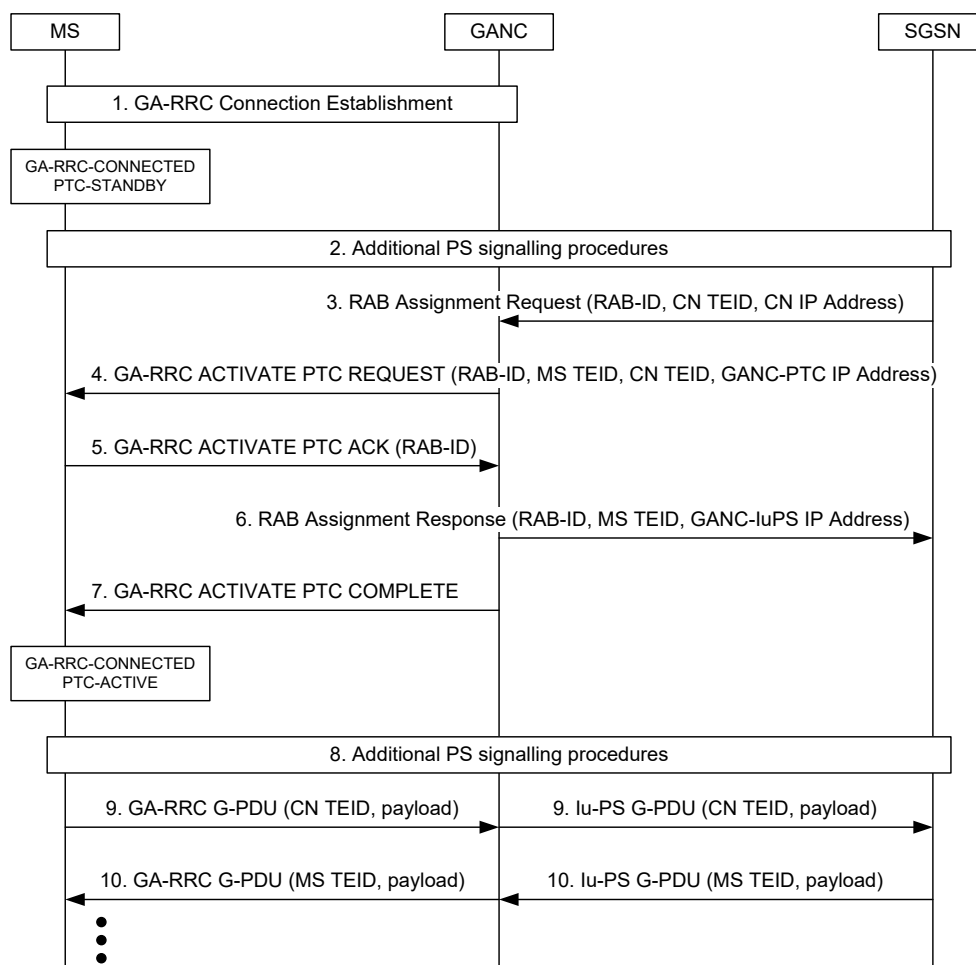 MS
GANC
SGSN
1. GA-RRC Connection Establishment
GA-RRC-CONNECTED
PTC-STANDBY
2. Additional PS signalling procedures
3. RAB Assignment Request (RAB-ID, CN TEID, CN IP Address)
4. GA-RRC ACTIVATE PTC REQUEST (RAB-ID, MS TEID, CN TEID, GANC-PTC IP Address)
5. GA-RRC ACTIVATE PTC ACK (RAB-ID)
6. RAB Assignment Response (RAB-ID, MS TEID, GANC-IuPS IP Address)
7. GA-RRC ACTIVATE PTC COMPLETE
GA-RRC-CONNECTED
PTC-ACTIVE
8. Additional PS signalling procedures
9. GA-RRC G-PDU (CN TEID, payload)
9. Iu-PS G-PDU (CN TEID, payload)
10. GA-RRC G-PDU (MS TEID, payload)
10. Iu-PS G-PDU (MS TEID, payload)